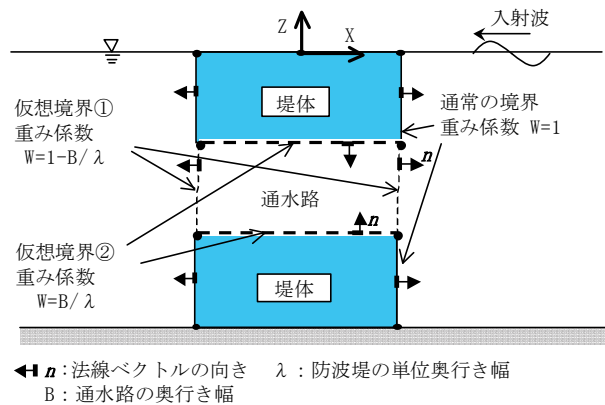 Z
X
入射波
仮想境界①
重み係数
W=1-B/λ
堤体
通常の境界
重み係数 W=1
n
通水路
n
仮想境界②
重み係数
W=B/λ
堤体
n:法線ベクトルの向き λ:防波堤の単位奥行き幅
B:通水路の奥行き幅